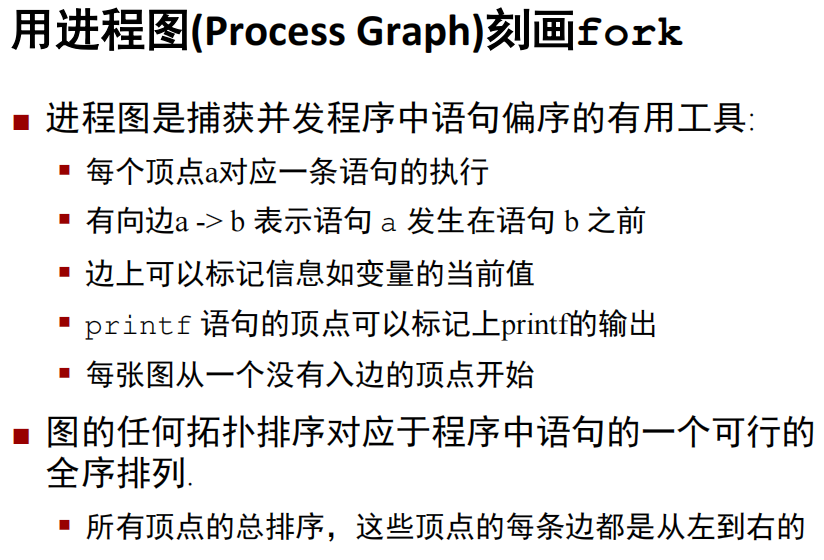 用进程图(Process Graph)刻画fork
进程图是捕获并发程序中语句偏序的有用工具:
每个顶点a对应一条语句的执行
有向边a -> b 表示语句 a 发生在语句 b 之前
边上可以标记信息如变量的当前值
printf 语句的顶点可以标记上printf的输出
每张图从一个没有入边的顶点开始
图的任何拓扑排序对应于程序中语句的一个可行的
全序排列.
所有顶点的总排序，这些顶点的每条边都是从左到右的